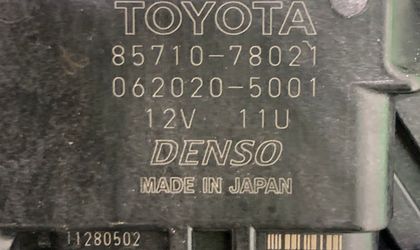 TOYOTA
85710-78021
062020-5001
12V 11U
DENSO
MADE IN JAPAN
11280502